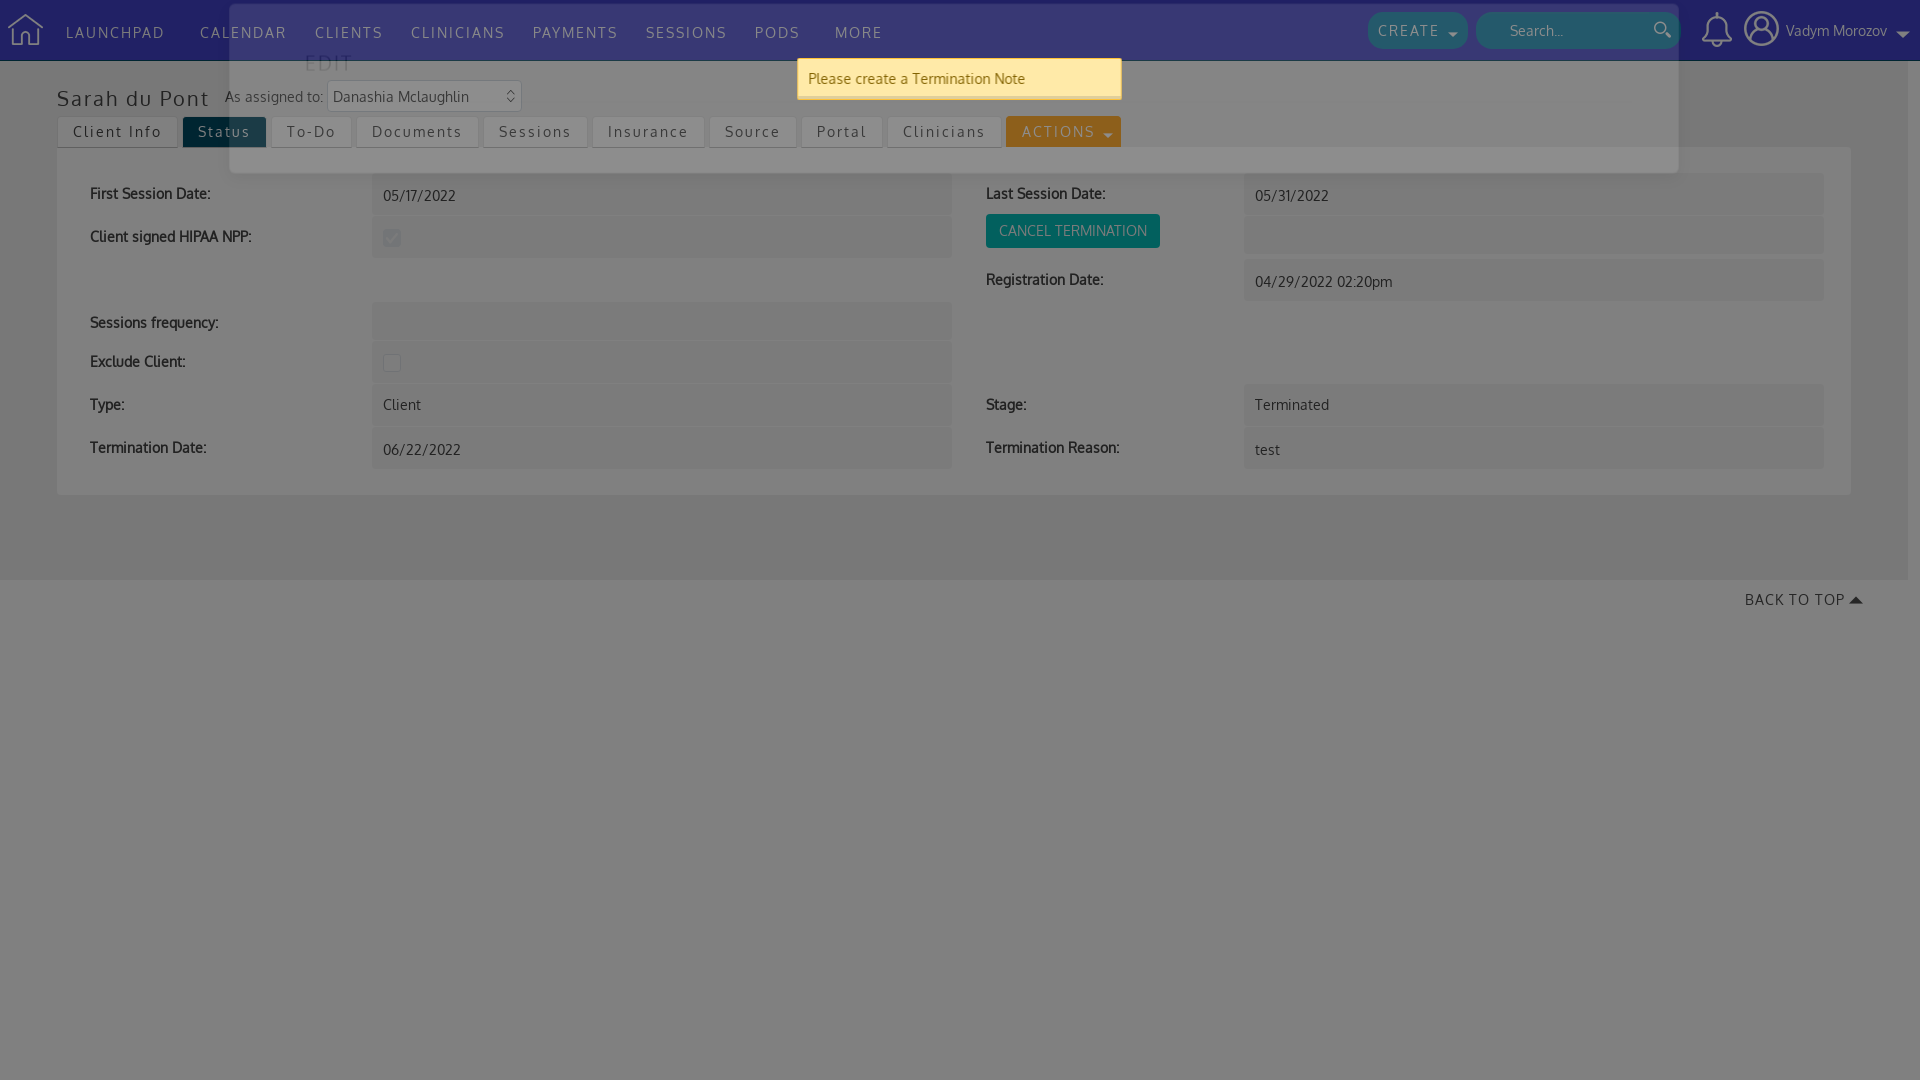 LAUNCHPAD CALENDAR CLIENTS CLINICIANS PAYMENTS SESSIONS PODS MORE CREATE Search... Vadym Morozov
EDIT
Please create a Termination Note
Sarah du Pont As assigned to: Danashia Mclaughlin
Client Info Status To-Do Documents Sessions Insurance Source Portal Clinicians ACTIONS
First Session Date: 05/17/2022 Last Session Date: 05/31/2022
Client signed HIPAA NPP: CANCEL TERMINATION
Registration Date: 04/29/2022 02:20pm
Sessions frequency:
Exclude Client:
Type: Client Stage: Terminated
Termination Date: 06/22/2022 Termination Reason: test
BACK TO TOP